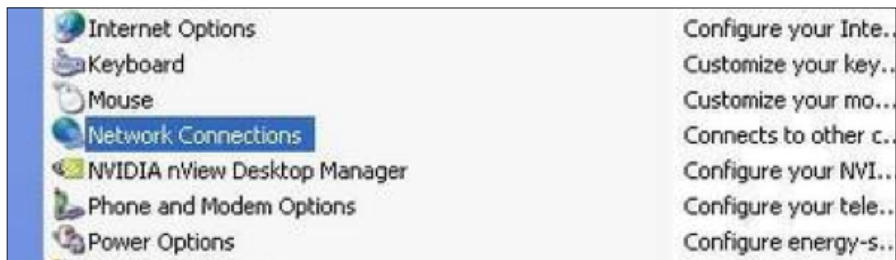 Internet Options Configure your Inte...
Keyboard Customize your key...
Mouse Customize your mo...
Network Connections Connects to other c...
NVIDIA nView Desktop Manager Configure your NVI...
Phone and Modem Options Configure your tele...
Power Options Configure energy-s...